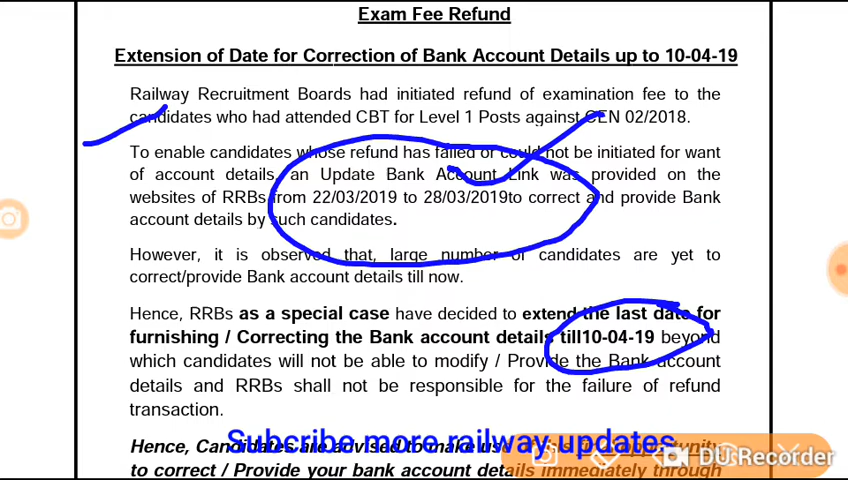 Exam Fee Refund
Extension of Date for Correction of Bank Account Details up to 10-04-19
Railway Recruitment Boards had initiated refund of examination fee to the
candidates who had attended CBT for Level 1 Posts against CEN 02/2018.
To enable candidates whose refund has failed or could not be initiated for want
of account details, an Update Bank Account Link was provided on the
websites of RRBs from 22/03/2019 to 28/03/2019to correct and provide Bank
account details by such candidates.
However, it is observed that, large number of candidates are yet to
correct/provide Bank account details till now.
Hence, RRBs as a special case have decided to extend the last date for
furnishing / Correcting the Bank account details till10-04-19 beyond
which candidates will not be able to modify / Provide the Bank account
details and RRBs shall not be responsible for the failure of refund
transaction.
Subcribe more railway updates
Hence, Candidates are advised to make use of this opportunity
to correct / Provide your bank account details immediately through
DU Recorder